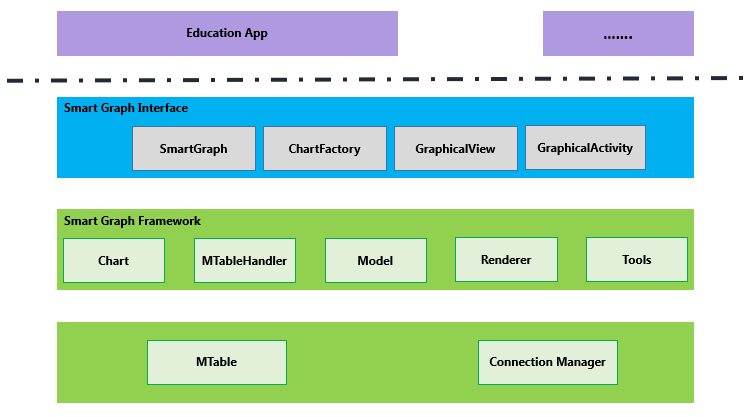 Education App
.......
Smart Graph Interface
SmartGraph
ChartFactory
GraphicalView
GraphicalActivity
Smart Graph Framework
Chart
MTableHandler
Model
Renderer
Tools
MTable
Connection Manager